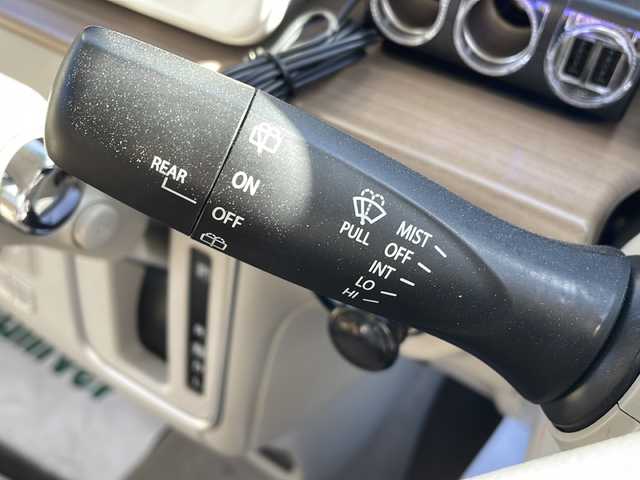 REAR
ON
OFF
PULL
MIST
OFF
INT
LO
HI